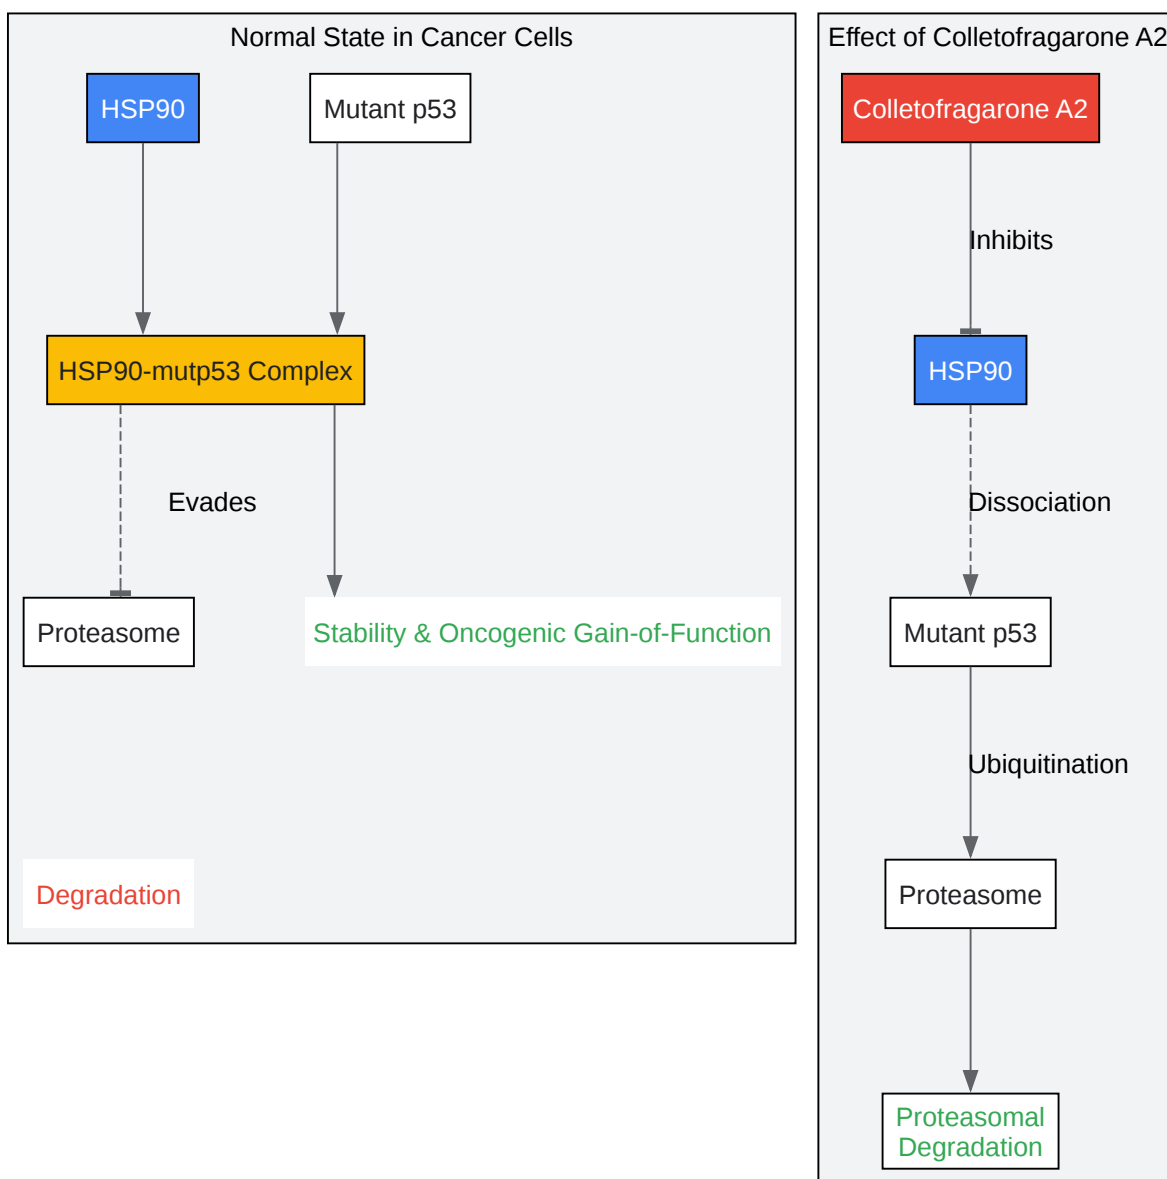 Normal State in Cancer Cells
HSP90
Mutant p53
HSP90-mutp53 Complex
Evades
Proteasome
Stability & Oncogenic Gain-of-Function
Degradation
Effect of Colletofragarone A2
Colletofragarone A2
Inhibits
HSP90
Dissociation
Mutant p53
Ubiquitination
Proteasome
Proteasomal
Degradation